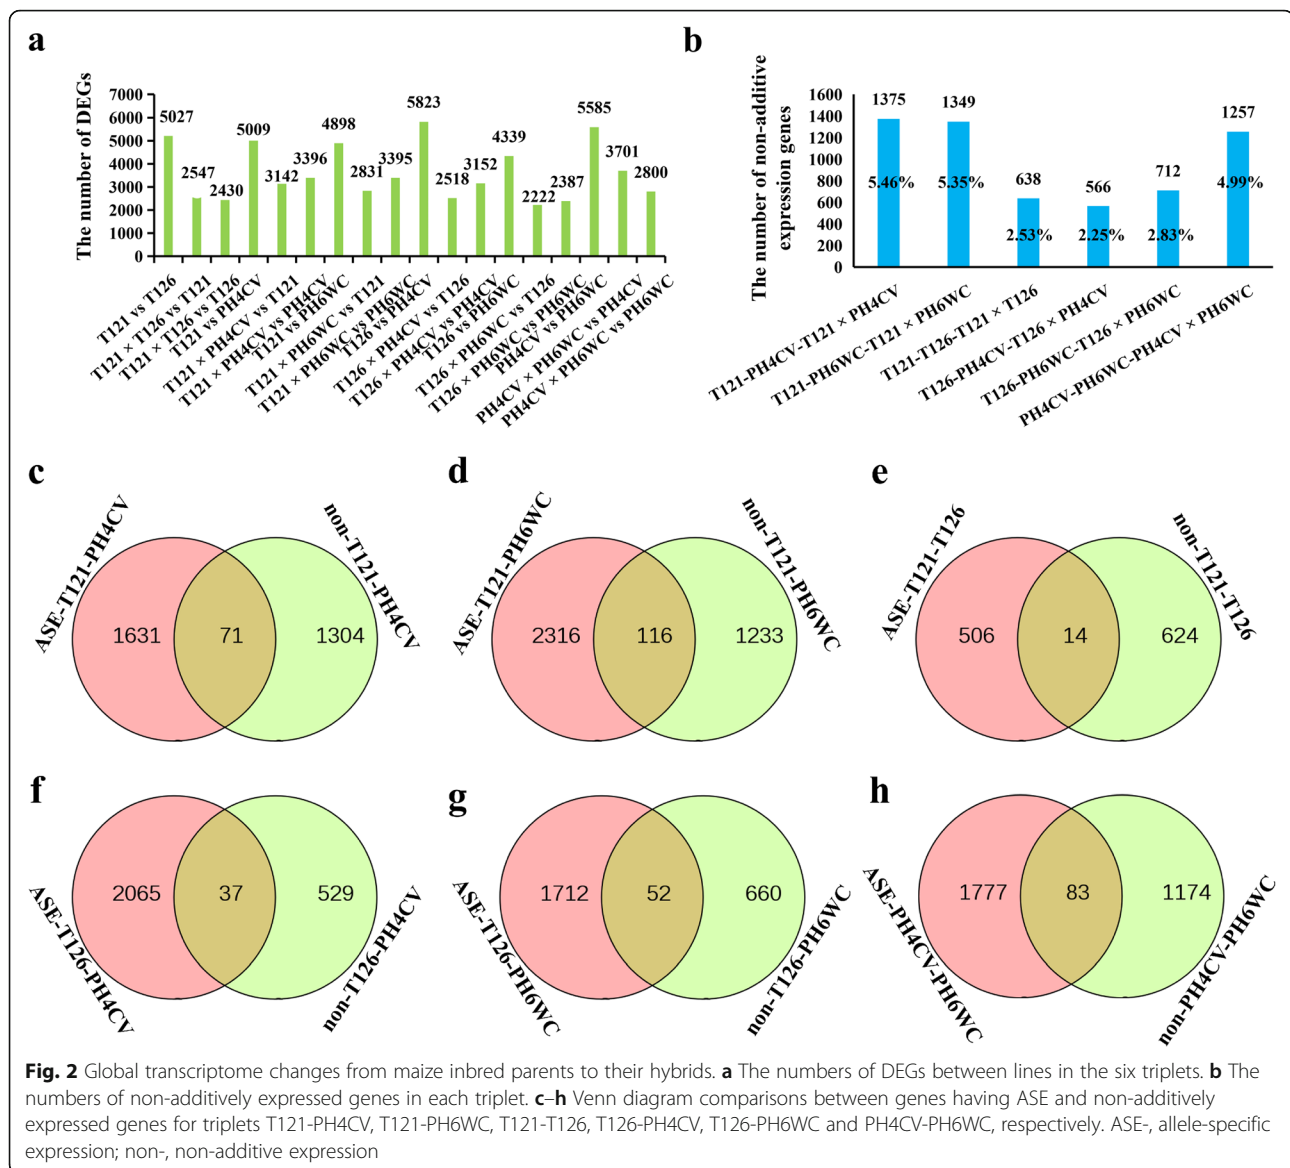 a
The number of DEGs
7000
6000
5000
4000
3000
2000
1000
0
5027
2547
2430
5009
3142
3396
4898
2831
3395
5823
2518
3152
4339
2222
2387
5585
3701
2800
T121 vs T126
T121 × T126 vs T121
T121 × T126 vs T126
T121 vs PH4CV
T121 × PH4CV vs T121
T121 × PH4CV vs PH4CV
T121 vs PH6WC
T121 × PH6WC vs T121
T121 × PH6WC vs PH6WC
T126 vs PH4CV
T126 × PH4CV vs T126
T126 × PH4CV vs PH4CV
T126 vs PH6WC
T126 × PH6WC vs T126
T126 × PH6WC vs PH6WC
PH4CV vs PH6WC
PH4CV × PH6WC vs PH4CV
PH4CV × PH6WC vs PH6WC
b
The number of non-additive
expression genes
1600
1400
1200
1000
800
600
400
200
0
1375
1349
638
566
712
1257
5.46%
5.35%
2.53%
2.25%
2.83%
4.99%
T121-PH4CV-T121 × PH4CV
T121-PH6WC-T121 × PH6WC
T121-T126-T121 × T126
T126-PH4CV-T126 × PH4CV
T126-PH6WC-T126 × PH6WC
PH4CV-PH6WC-PH4CV × PH6WC
c
ASE-T121-PH4CV
non-T121-PH4CV
1631
71
1304
d
ASE-T121-PH6WC
non-T121-PH6WC
2316
116
1233
e
ASE-T121-T126
non-T121-T126
506
14
624
f
2065
37
529
ASE-T126-PH4CV
non-T126-PH4CV
g
1712
52
660
ASE-T126-PH6WC
non-T126-PH6WC
h
1777
83
1174
ASE-PH4CV-PH6WC
non-PH4CV-PH6WC
Fig. 2 Global transcriptome changes from maize inbred parents to their hybrids. a The numbers of DEGs between lines in the six triplets. b The
numbers of non-additively expressed genes in each triplet. c–h Venn diagram comparisons between genes having ASE and non-additively
expressed genes for triplets T121-PH4CV, T121-PH6WC, T121-T126, T126-PH4CV, T126-PH6WC and PH4CV-PH6WC, respectively. ASE-, allele-specific
expression; non-, non-additive expression